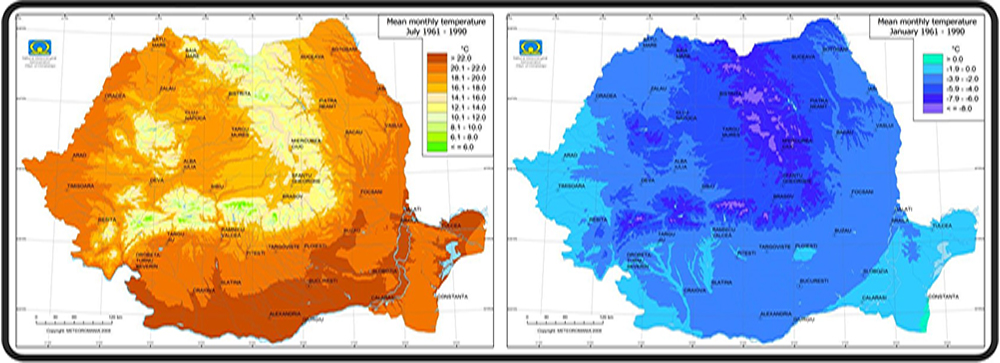 Mean monthly temperature
July 1961 - 1990
°C
> 22.0
20.1 - 22.0
18.1 - 20.0
16.1 - 18.0
14.1 - 16.0
12.1 - 14.0
10.1 - 12.0
8.1 - 10.0
6.1 - 8.0
<= 6.0
SATU
MARE
BAIA
MARE
BOTOSANI
SUCEAVA
ORADEA
ZALAU
BISTRITA
PIATRA
NEAMT
IASI
CLUJ
NAPOCA
TARGU
MURES
BACAU
VASLUI
MIERCUREA
CIUC
ARAD
ALBA
IULIA
SFANTU
GHEORGHE
TIMISOARA
DEVA
SIBIU
BRASOV
FOCSANI
RESITA
GALATI
BRAILA
TULCEA
TARGU
JIU
RAMNICU
VALCEA
BUZAU
PITESTI
TARGOVISTE
PLOIESTI
DROBETA
TURNU
SEVERIN
SLOBOZIA
CRAIOVA
SLATINA
BUCURESTI
CALARASI
CONSTANTA
ALEXANDRIA
GIURGIU
Copyright METEOROMANIA 2008
Mean monthly temperature
January 1961 - 1990
°C
> 0.0
-1.9 - 0.0
-3.9 - -2.0
-5.9 - -4.0
-7.9 - -6.0
<= -8.0
SATU
MARE
BAIA
MARE
BOTOSANI
SUCEAVA
ORADEA
ZALAU
BISTRITA
PIATRA
NEAMT
IASI
CLUJ
NAPOCA
TARGU
MURES
BACAU
VASLUI
MIERCUREA
CIUC
ARAD
ALBA
IULIA
SFANTU
GHEORGHE
TIMISOARA
DEVA
SIBIU
BRASOV
FOCSANI
RESITA
GALATI
BRAILA
TULCEA
TARGU
JIU
RAMNICU
VALCEA
BUZAU
PITESTI
TARGOVISTE
PLOIESTI
DROBETA
TURNU
SEVERIN
SLOBOZIA
CRAIOVA
SLATINA
BUCURESTI
CALARASI
CONSTANTA
ALEXANDRIA
GIURGIU
Copyright METEOROMANIA 2008